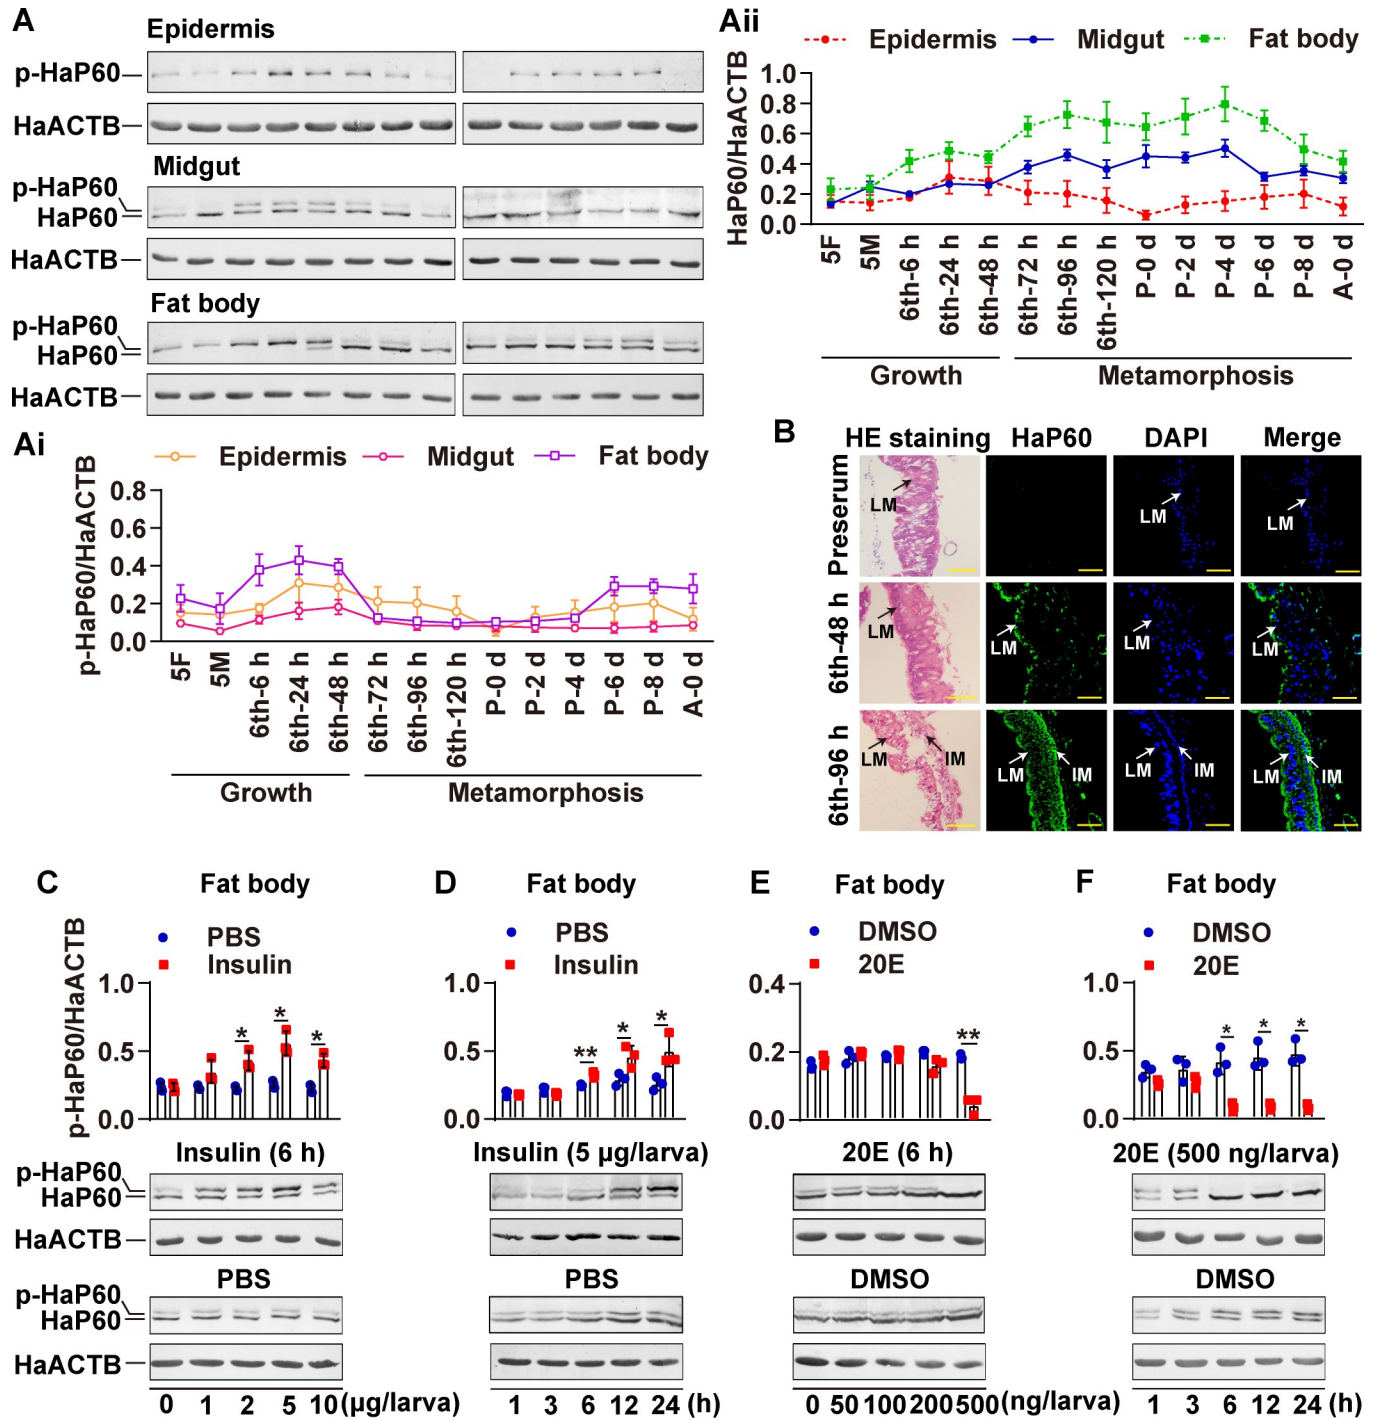 A
Epidermis
p-HaP60
HaACTB
Midgut
p-HaP60
HaP60
HaACTB
Fat body
p-HaP60
HaP60
HaACTB
Aii
Epidermis Midgut Fat body
HaP60/HaACTB
1.0
0.8
0.6
0.4
0.2
0.0
5F 5M 6th-6 h 6th-24 h 6th-48 h 6th-72 h 6th-96 h 6th-120 h P-0 d P-2 d P-4 d P-6 d P-8 d A-0 d
Growth Metamorphosis
Ai
Epidermis Midgut Fat body
p-HaP60/HaACTB
0.8
0.6
0.4
0.2
0.0
5F 5M 6th-6 h 6th-24 h 6th-48 h 6th-72 h 6th-96 h 6th-120 h P-0 d P-2 d P-4 d P-6 d P-8 d A-0 d
Growth Metamorphosis
B
HE staining HaP60 DAPI Merge
Preserum
LM LM LM
6th-48 h
LM LM LM LM
6th-96 h
LM IM LM IM LM IM LM IM
C
Fat body
PBS
Insulin
p-HaP60/HaACTB
1.0
0.5
0.0
* * *
Insulin (6 h)
p-HaP60
HaP60
HaACTB
PBS
p-HaP60
HaP60
HaACTB
0 1 2 5 10 (μg/larva)
D
Fat body
PBS
Insulin
1.0
0.5
0.0
** * *
Insulin (5 μg/larva)
PBS
1 3 6 12 24 (h)
E
Fat body
DMSO
20E
0.4
0.2
0.0
**
20E (6 h)
DMSO
0 50 100 200 500 (ng/larva)
F
Fat body
DMSO
20E
1.0
0.5
0.0
* * *
20E (500 ng/larva)
DMSO
1 3 6 12 24 (h)